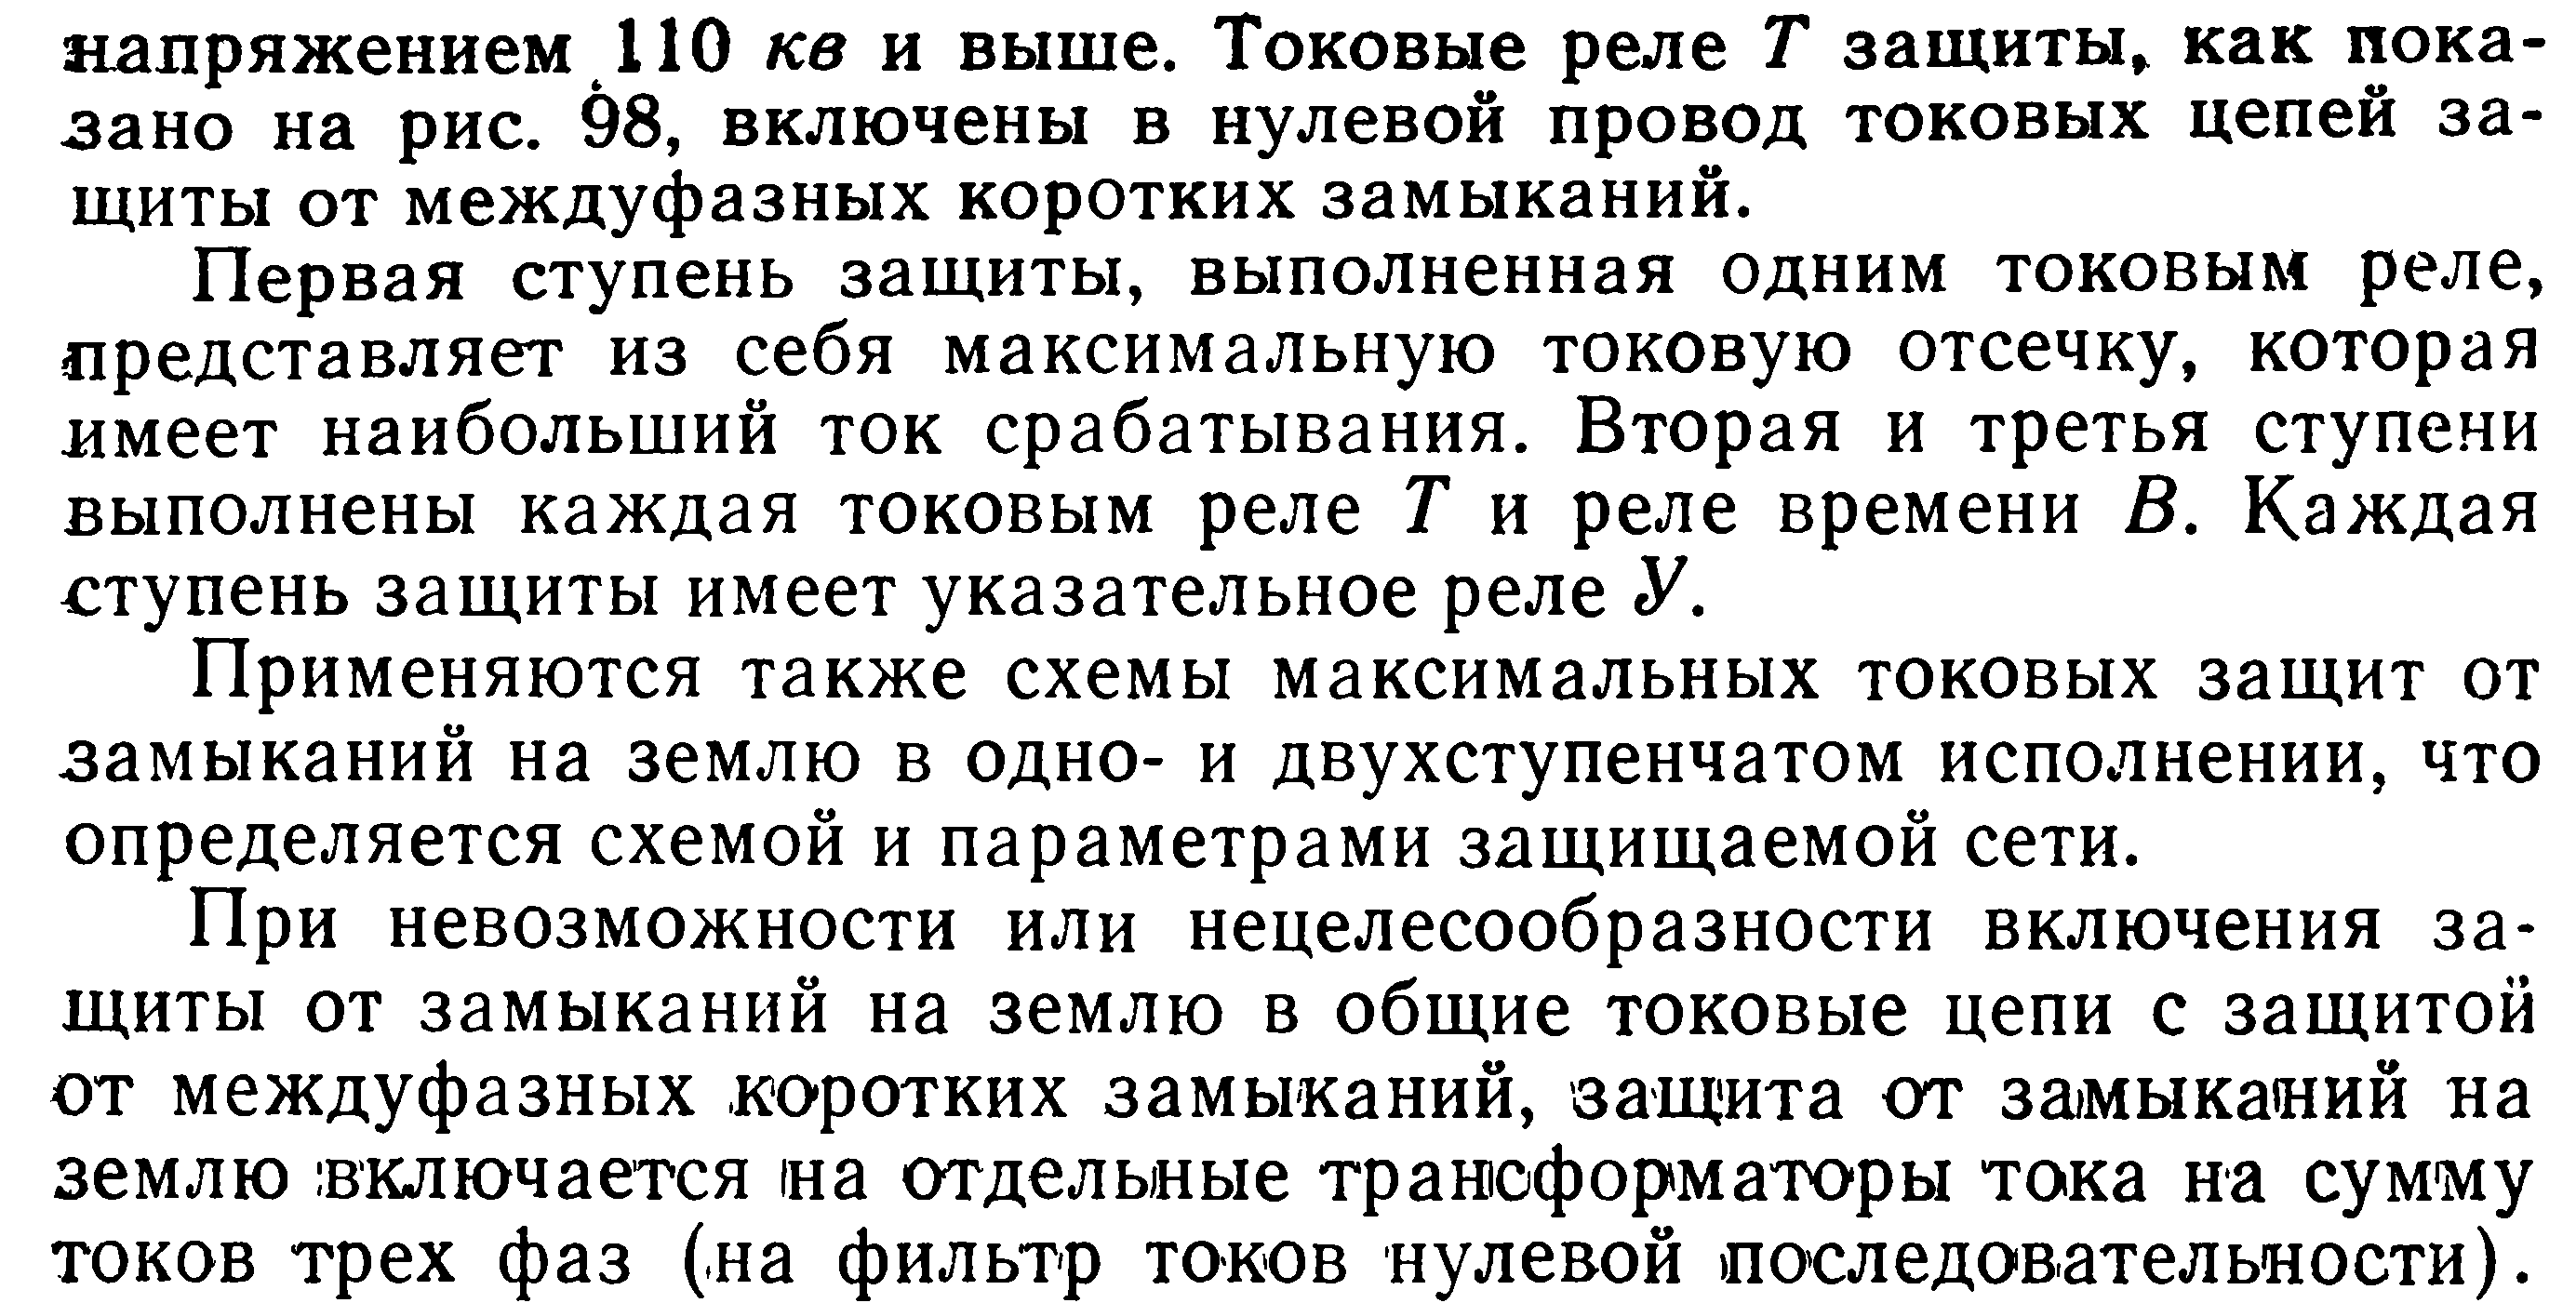 напряжением 110 кв и выше. Токовые реле Т защиты, как пока-
зано на рис. 98, включены в нулевой провод токовых цепей за-
щиты от междуфазных коротких замыканий.
Первая ступень защиты, выполненная одним токовым реле,
представляет из себя максимальную токовую отсечку, которая
имеет наибольший ток срабатывания. Вторая и третья ступени
выполнены каждая токовым реле Т и реле времени В. Каждая
ступень защиты имеет указательное реле У.
Применяются также схемы максимальных токовых защит от
замыканий на землю в одно- и двухступенчатом исполнении, что
определяется схемой и параметрами защищаемой сети.
При невозможности или нецелесообразности включения за-
щиты от замыканий на землю в общие токовые цепи с защитой
от междуфазных коротких замыканий, защита от замыканий на
землю включается на отдельные трансформаторы тока на сумму
токов трех фаз (на фильтр токов нулевой последовательности).